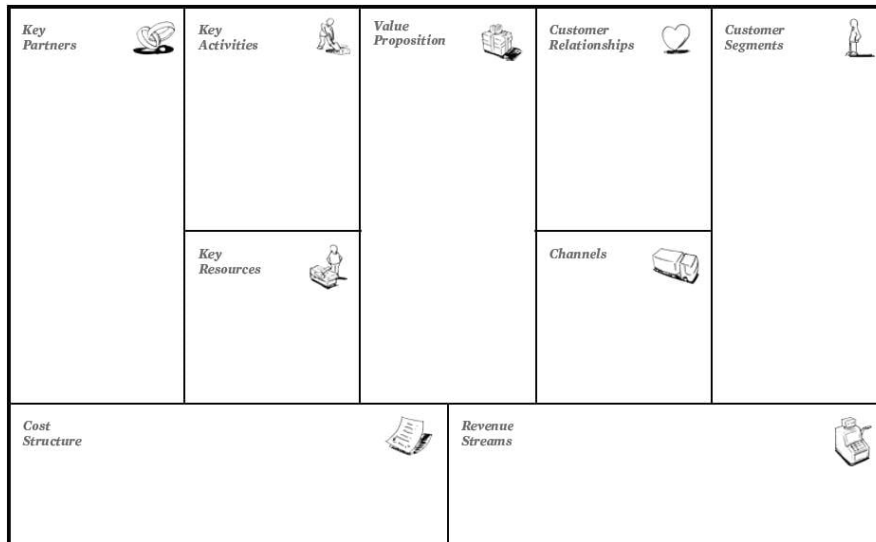 Key
Partners
Key
Activities
Value
Proposition
Customer
Relationships
Customer
Segments
Key
Resources
Channels
Cost
Structure
Revenue
Streams